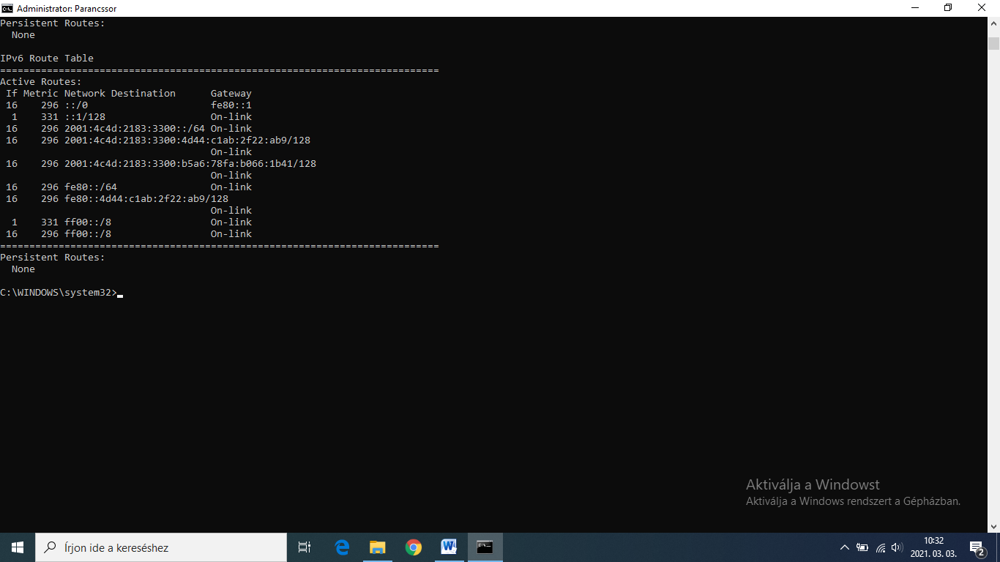 Administrator: Parancssor
Persistent Routes:
  None

IPv6 Route Table
===========================================================================
Active Routes:
 If Metric Network Destination      Gateway
 16    296 ::/0                     fe80::1
  1    331 ::1/128                  On-link
 16    296 2001:4c4d:2183:3300::/64 On-link
 16    296 2001:4c4d:2183:3300:4d44:c1ab:2f22:ab9/128
                                    On-link
 16    296 2001:4c4d:2183:3300:b5a6:78fa:b066:1b41/128
                                    On-link
 16    296 fe80::/64                On-link
 16    296 fe80::4d44:c1ab:2f22:ab9/128
                                    On-link
  1    331 ff00::/8                 On-link
 16    296 ff00::/8                 On-link
===========================================================================
Persistent Routes:
  None

C:\WINDOWS\system32>
Aktiválja a Windowst
Aktiválja a Windows rendszert a Gépházban.
Írjon ide a kereséshez
10:32
2021. 03. 03.
2